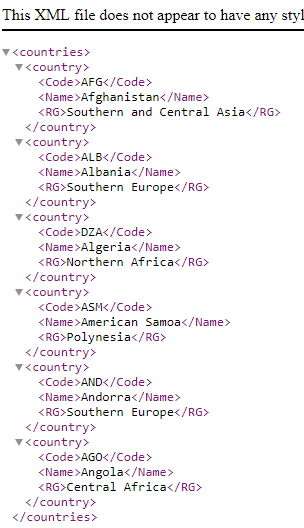 This XML file does not appear to have any styl
<countries>
<country>
<Code>AFG</Code>
<Name>Afghanistan</Name>
<RG>Southern and Central Asia</RG>
</country>
<country>
<Code>ALB</Code>
<Name>Albania</Name>
<RG>Southern Europe</RG>
</country>
<country>
<Code>DZA</Code>
<Name>Algeria</Name>
<RG>Northern Africa</RG>
</country>
<country>
<Code>ASM</Code>
<Name>American Samoa</Name>
<RG>Polynesia</RG>
</country>
<country>
<Code>AND</Code>
<Name>Andorra</Name>
<RG>Southern Europe</RG>
</country>
<country>
<Code>AGO</Code>
<Name>Angola</Name>
<RG>Central Africa</RG>
</country>
</countries>